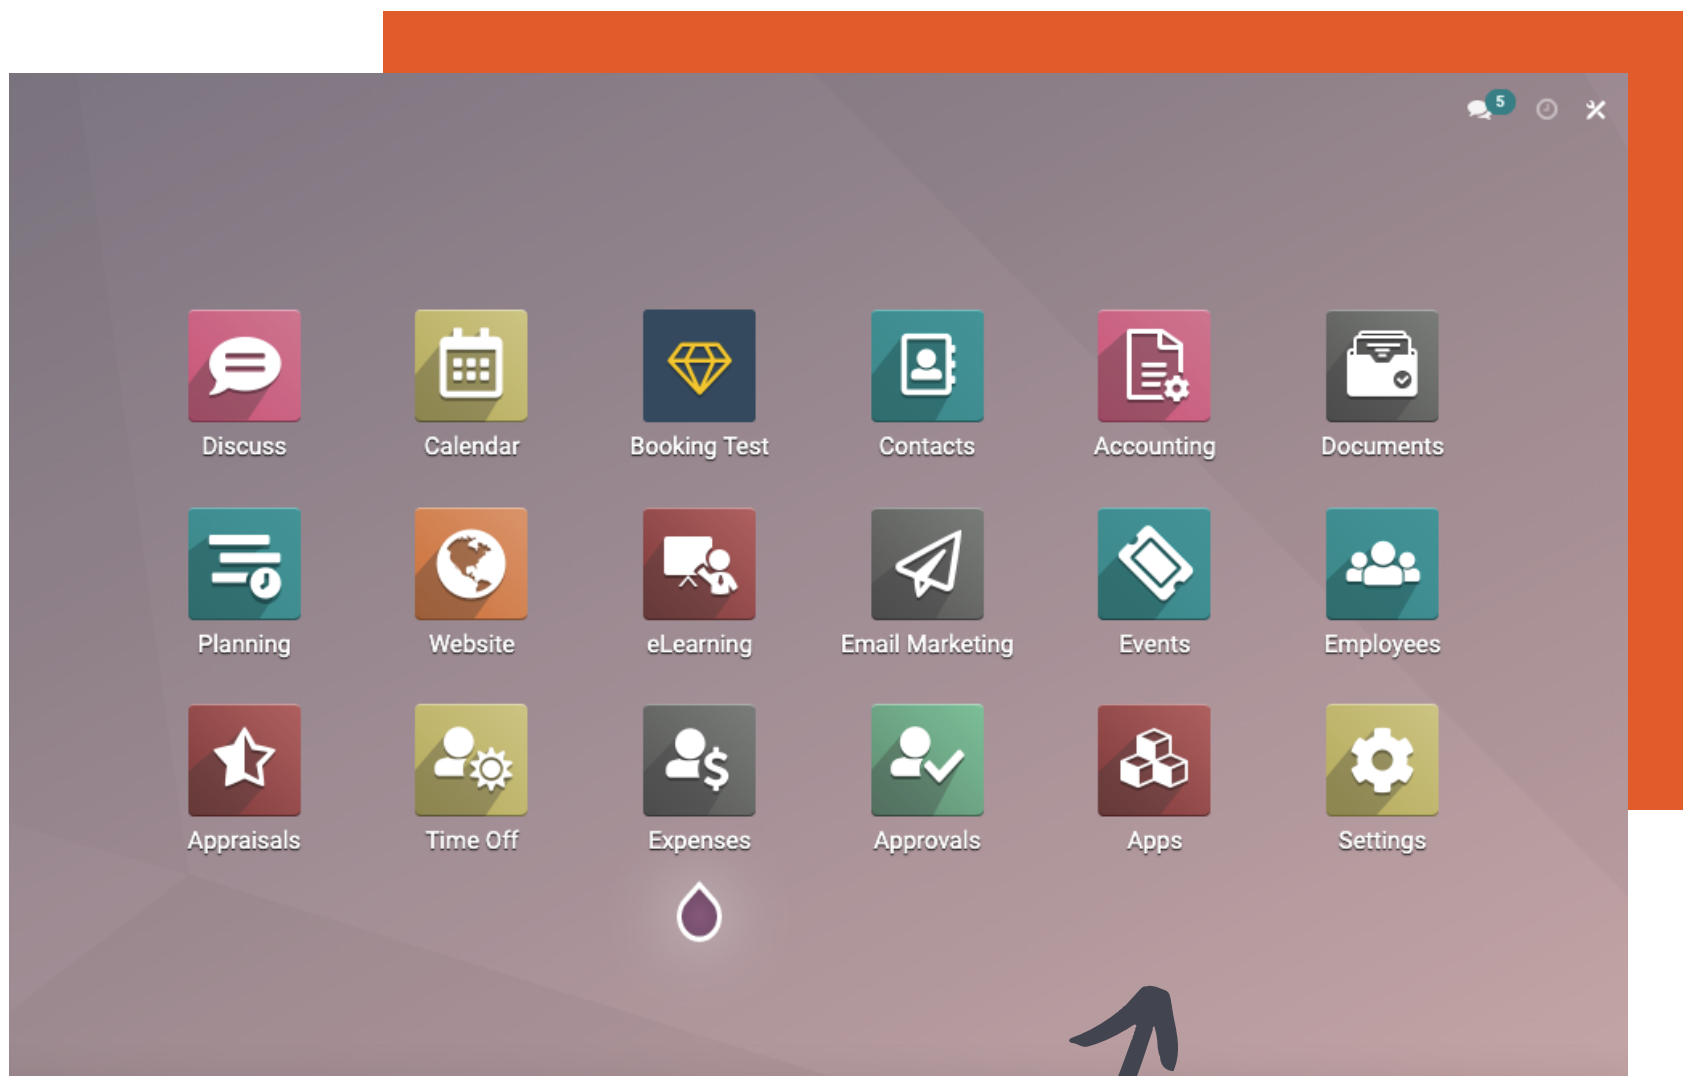 5
Discuss
Calendar
Booking Test
Contacts
Accounting
Documents
Planning
Website
eLearning
Email Marketing
Events
Employees
Appraisals
Time Off
Expenses
Approvals
Apps
Settings